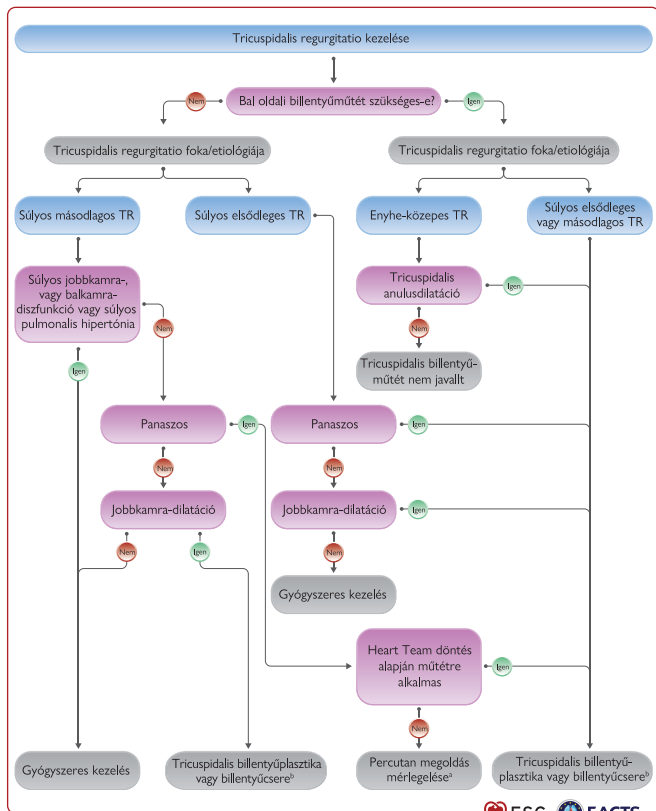 Tricuspidalis regurgitatio kezelése
Nem
Bal oldali billentyűműtét szükséges-e?
Igen
Tricuspidalis regurgitatio foka/etiológiája
Tricuspidalis regurgitatio foka/etiológiája
Súlyos másodlagos TR
Súlyos elsődleges TR
Enyhe-közepes TR
Súlyos elsődleges
vagy másodlagos TR
Súlyos jobbkamra-,
vagy balkamra-
diszfunkció vagy súlyos
pulmonalis hipertónia
Nem
Igen
Tricuspidalis
anulusdilatáció
Igen
Nem
Tricuspidalis billentyű-
műtét nem javallt
Panaszos
Igen
Nem
Panaszos
Igen
Nem
Jobbkamra-dilatáció
Nem
Igen
Jobbkamra-dilatáció
Igen
Nem
Gyógyszeres kezelés
Heart Team döntés
alapján műtétre
alkalmas
Igen
Nem
Gyógyszeres kezelés
Tricuspidalis billentyűplasztika
vagy billentyűcsereᵇ
Percutan megoldás
mérlegeléseᵃ
Tricuspidalis billentyű-
plasztika vagy billentyűcsereᵇ
ESC
EACTS